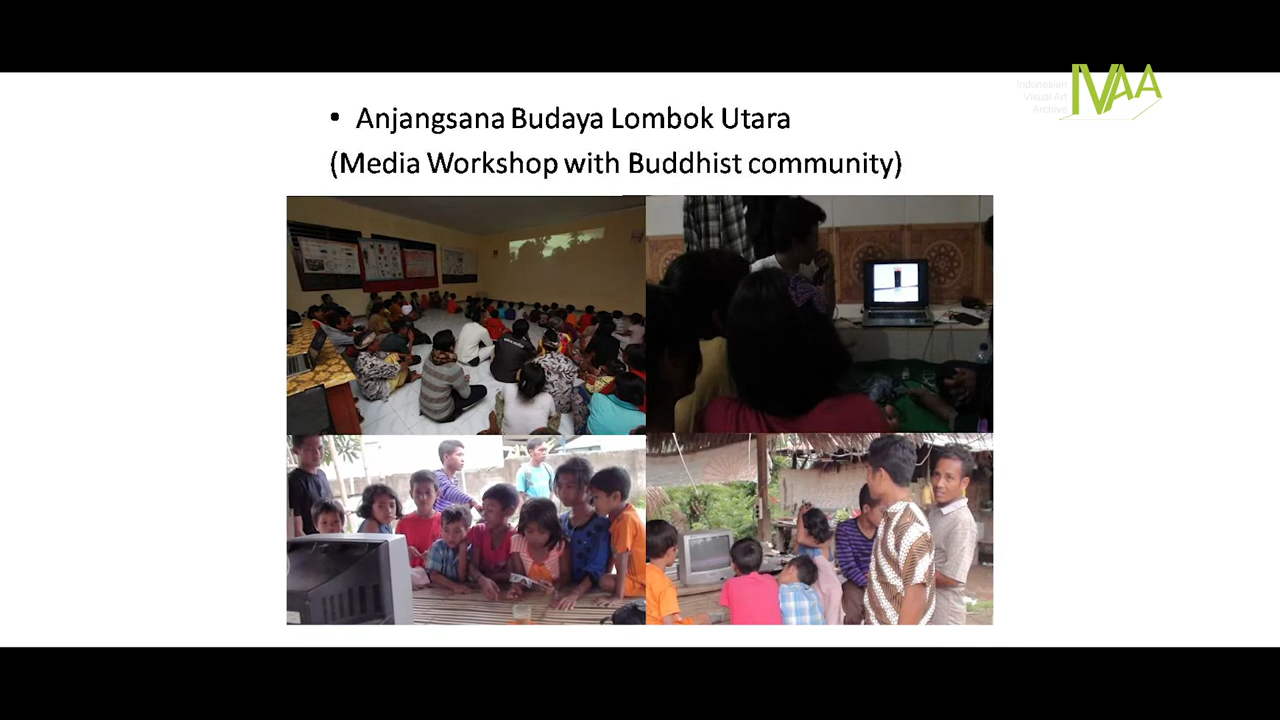 • Anjangsana Budaya Lombok Utara
(Media Workshop with Buddhist community)
Indonesian
Visual Art
Archive
IVAA